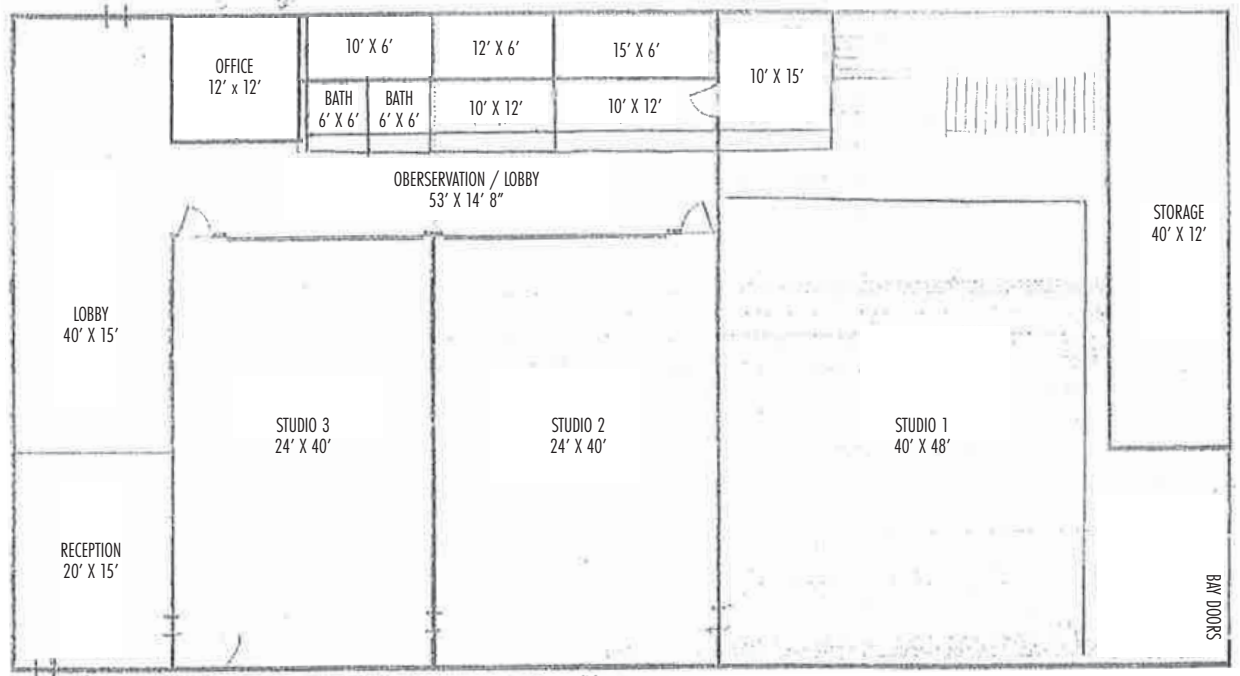 OFFICE
12' x 12'
10' X 6'
12' X 6'
15' X 6'
10' X 15'
BATH
6' X 6'
BATH
6' X 6'
10' X 12'
10' X 12'
OBERSERVATION / LOBBY
53' X 14' 8"
STORAGE
40' X 12'
LOBBY
40' X 15'
STUDIO 3
24' X 40'
STUDIO 2
24' X 40'
STUDIO 1
40' X 48'
RECEPTION
20' X 15'
BAY DOORS